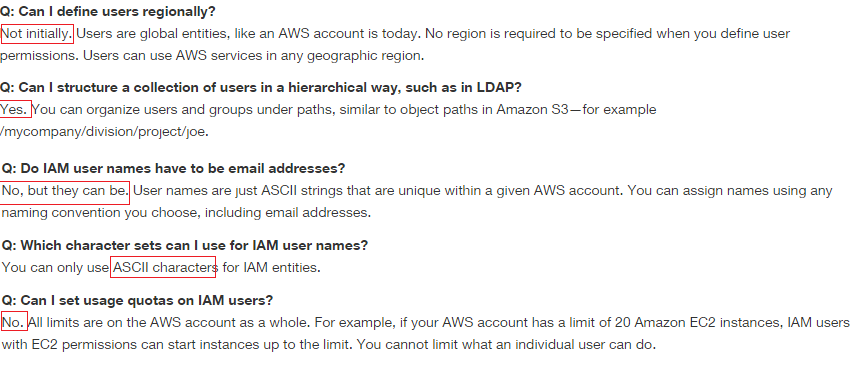 Q: Can I define users regionally?
Not initially. Users are global entities, like an AWS account is today. No region is required to be specified when you define user
permissions. Users can use AWS services in any geographic region.
Q: Can I structure a collection of users in a hierarchical way, such as in LDAP?
Yes. You can organize users and groups under paths, similar to object paths in Amazon S3—for example
/mycompany/division/project/joe.
Q: Do IAM user names have to be email addresses?
No, but they can be. User names are just ASCII strings that are unique within a given AWS account. You can assign names using any
naming convention you choose, including email addresses.
Q: Which character sets can I use for IAM user names?
You can only use ASCII characters for IAM entities.
Q: Can I set usage quotas on IAM users?
No. All limits are on the AWS account as a whole. For example, if your AWS account has a limit of 20 Amazon EC2 instances, IAM users
with EC2 permissions can start instances up to the limit. You cannot limit what an individual user can do.